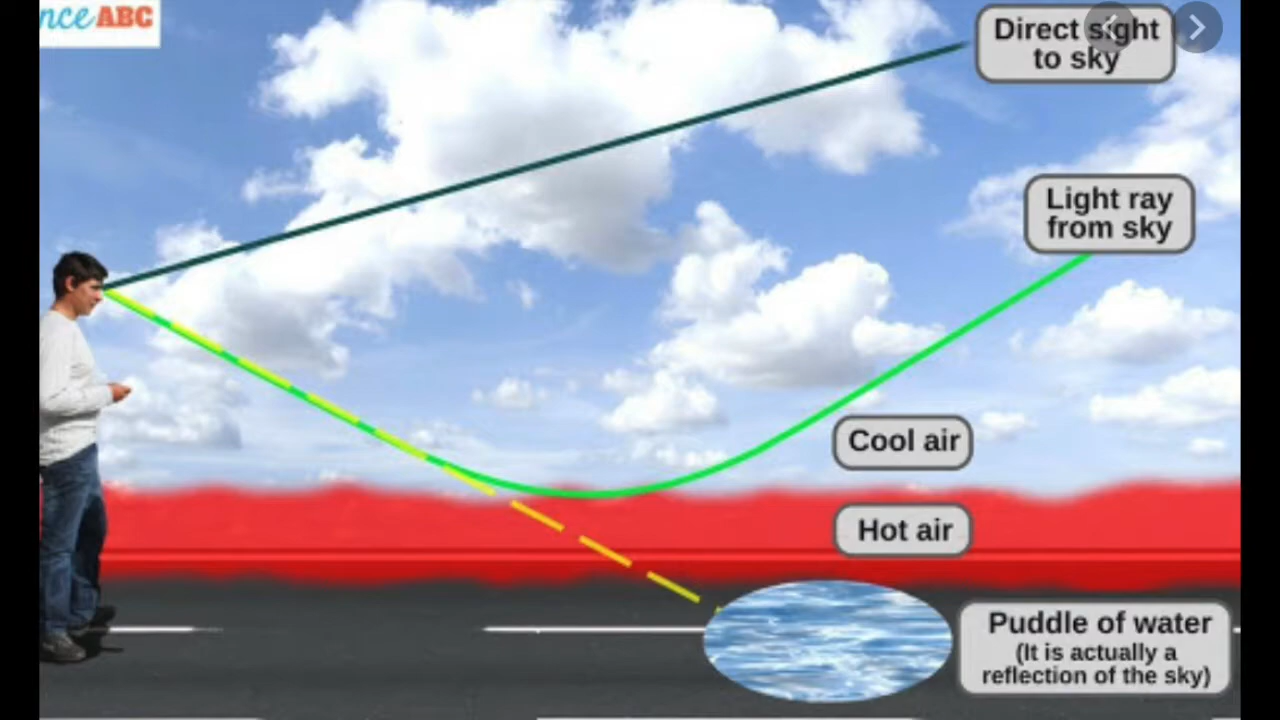 nce ABC
Direct sight
to sky
Light ray
from sky
Cool air
Hot air
Puddle of water
(It is actually a
reflection of the sky)